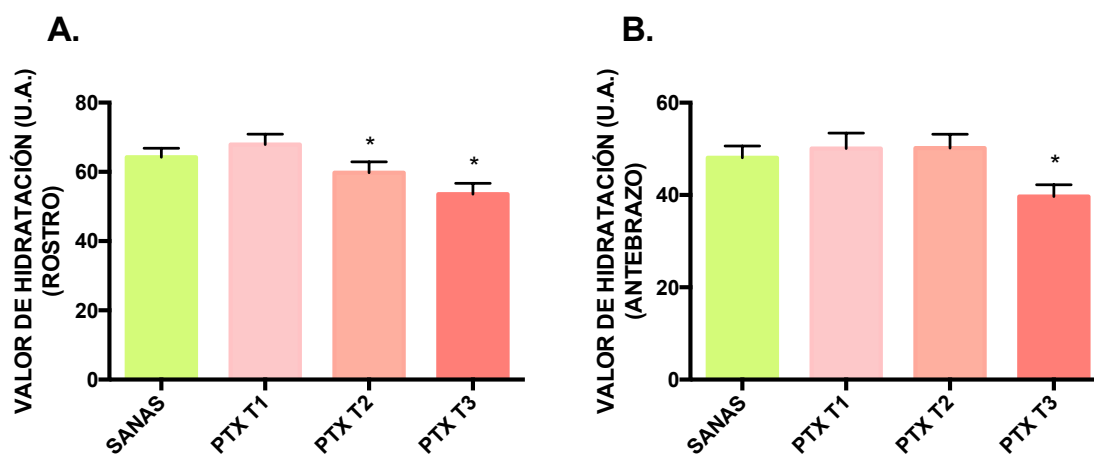 A.
VALOR DE HIDRATACIÓN (U.A.)
(ROSTRO)
80
60
40
20
0
*
*
SANAS
PTX T1
PTX T2
PTX T3
B.
VALOR DE HIDRATACIÓN (U.A.)
(ANTEBRAZO)
60
40
20
0
*
SANAS
PTX T1
PTX T2
PTX T3